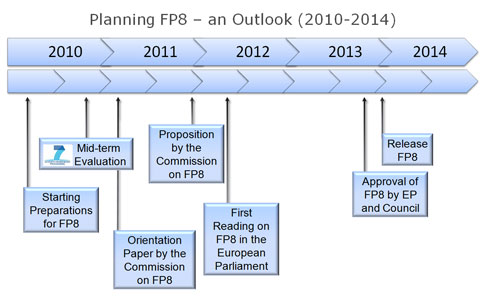 Planning FP8 – an Outlook (2010-2014)
2010 2011 2012 2013 2014
Starting
Preparations
for FP8
7
Mid-term
Evaluation
Orientation
Paper by the
Commission
on FP8
Proposition
by the
Commission
on FP8
First
Reading on
FP8 in the
European
Parliament
Approval of
FP8 by EP
and Council
Release
FP8